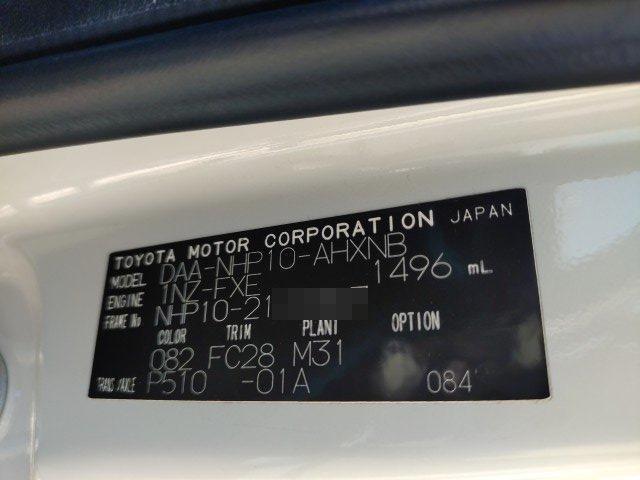 TOYOTA MOTOR CORPORATION JAPAN
MODEL DAA-NHP10-AHXNB
ENGINE 1NZ-FXE 1496 mL
FRAME No NHP10-21
COLOR TRIM PLANT OPTION
082 FC28 M31
TRANS/AXLE P510 -01A 084